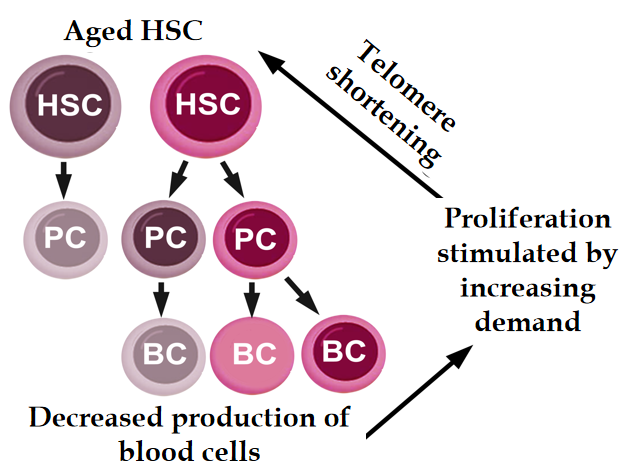 Aged HSC
HSC HSC
Telomere
shortening
PC PC PC
Proliferation
stimulated by
increasing
demand
BC BC BC
Decreased production of
blood cells